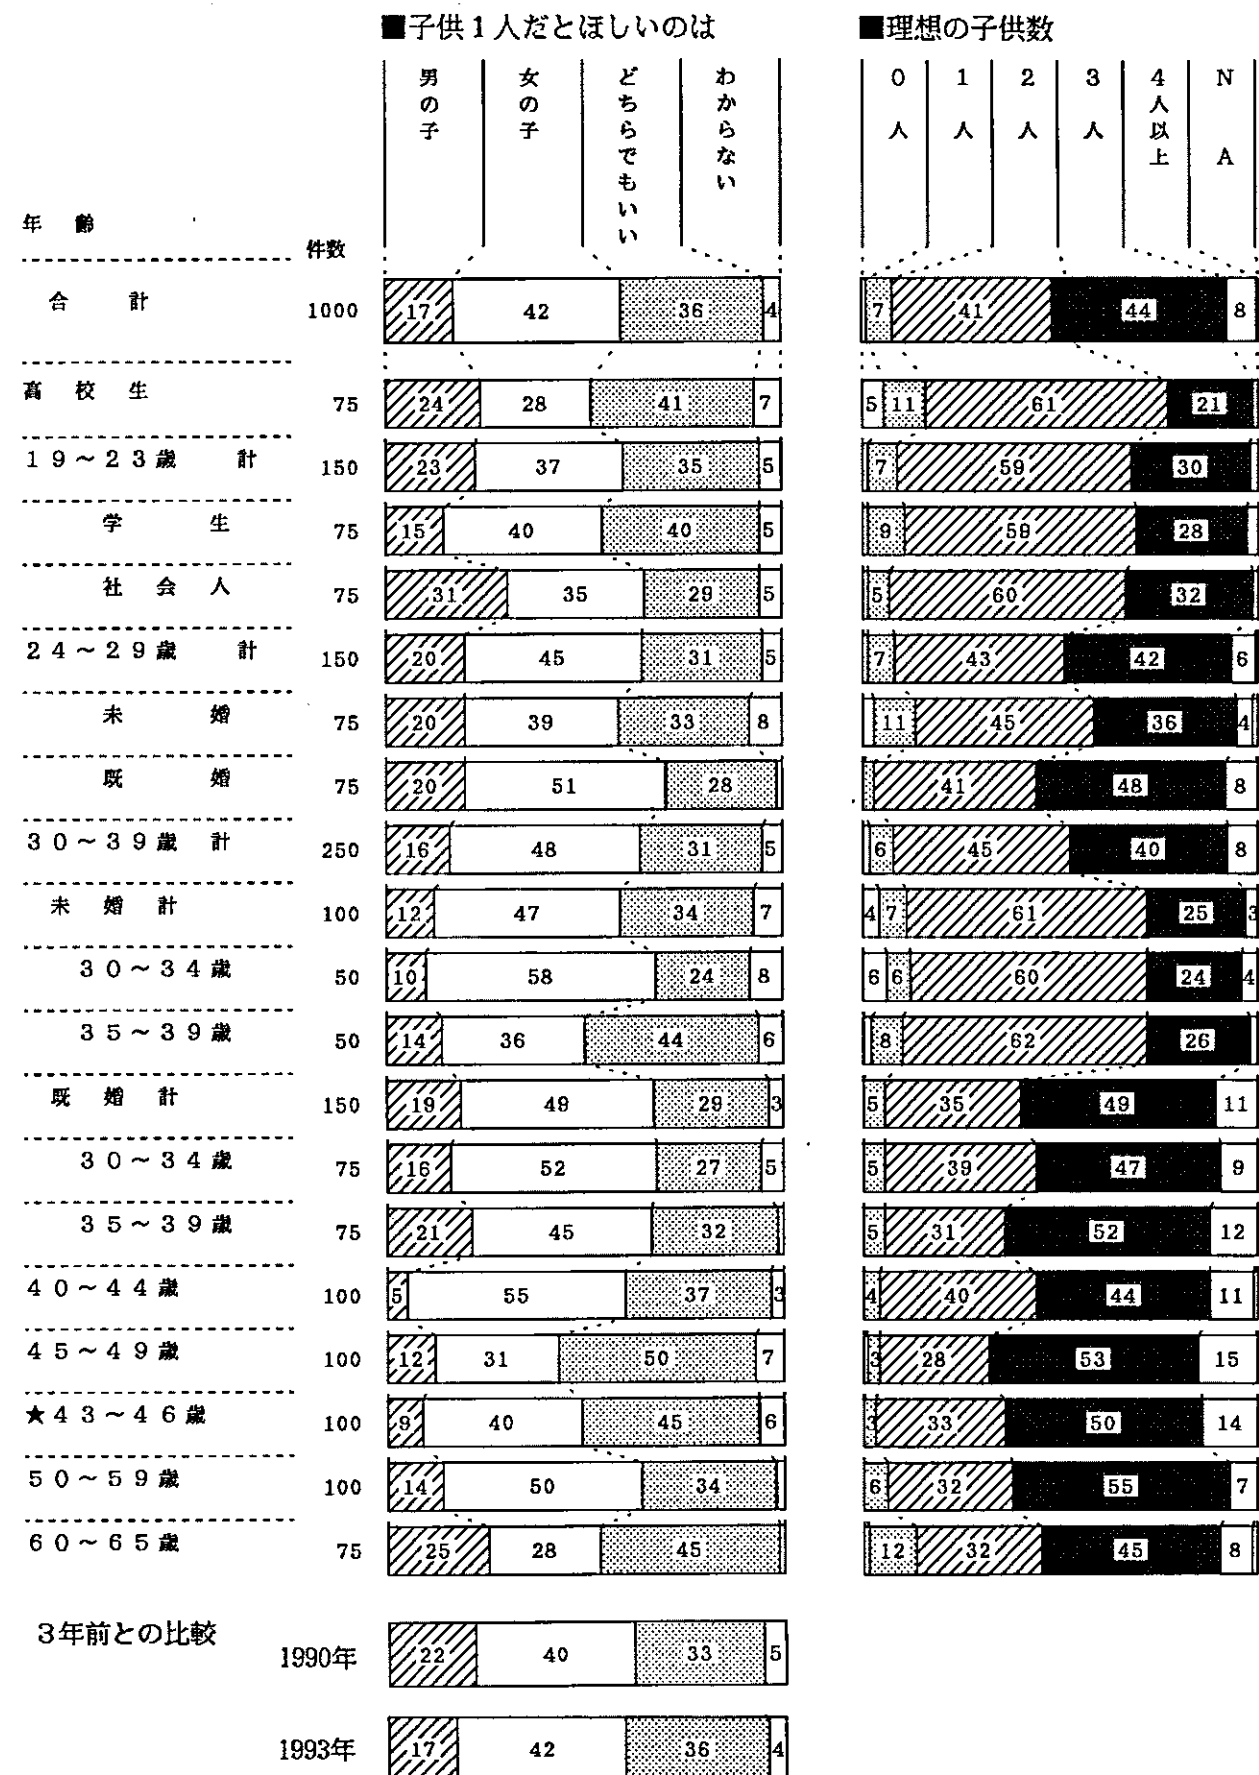 ■子供1人だとほしいのは
■理想の子供数
男の子 女の子 どちらでもいい わからない
0人 1人 2人 3人 4人以上 NA
年齢
件数
合計 1000 17 42 36 4 7 41 44 8
高校生 75 24 28 41 7 5 11 61 21
19～23歳 計 150 23 37 35 5 7 59 30
学生 75 15 40 40 5 9 59 28
社会人 75 31 35 29 5 5 60 32
24～29歳 計 150 20 45 31 5 7 43 42 6
未婚 75 20 39 33 8 11 45 36 4
既婚 75 20 51 28 41 48 8
30～39歳 計 250 16 48 31 5 6 45 40 8
未婚計 100 12 47 34 7 4 7 61 25 3
30～34歳 50 10 58 24 8 6 6 60 24 4
35～39歳 50 14 36 44 6 8 62 26
既婚計 150 19 49 29 3 5 35 49 11
30～34歳 75 16 52 27 5 5 39 47 9
35～39歳 75 21 45 32 5 31 52 12
40～44歳 100 5 55 37 3 4 40 44 11
45～49歳 100 12 31 50 7 3 28 53 15
★43～46歳 100 9 40 45 6 3 33 50 14
50～59歳 100 14 50 34 6 32 55 7
60～65歳 75 25 28 45 12 32 45 8
3年前との比較
1990年 22 40 33 5
1993年 17 42 36 4